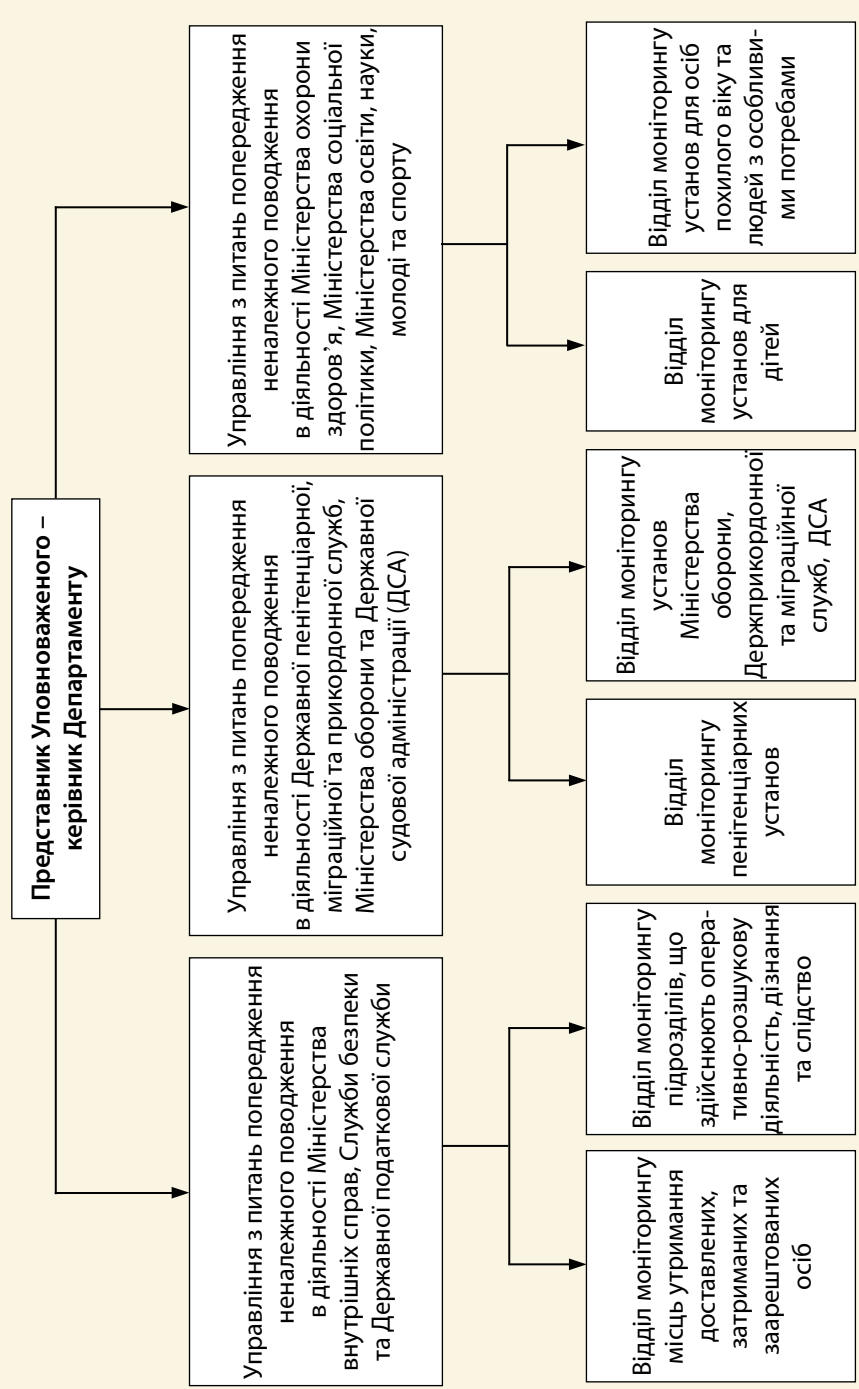 Представник Уповноваженого –
керівник Департаменту
Управління з питань попередження
неналежного поводження
в діяльності Міністерства
внутрішніх справ, Служби безпеки
та Державної податкової служби
Управління з питань попередження
неналежного поводження
в діяльності Державної пенітенціарної,
міграційної та прикордонної служб,
Міністерства оборони та Державної
судової адміністрації (ДСА)
Управління з питань попередження
неналежного поводження
в діяльності Міністерства охорони
здоров’я, Міністерства соціальної
політики, Міністерства освіти, науки,
молоді та спорту
Відділ моніторингу
місць утримання
доставлених,
затриманих та
заарештованих
осіб
Відділ моніторингу
підрозділів, що
здійснюють опера-
тивно-розшукову
діяльність, дізнання
та слідство
Відділ
моніторингу
пенітенціарних
установ
Відділ моніторингу
установ
Міністерства
оборони,
Держприкордонної
та міграційної
служб, ДСА
Відділ
моніторингу
установ для
дітей
Відділ моніторингу
установ для осіб
похилого віку та
людей з особливи-
ми потребами